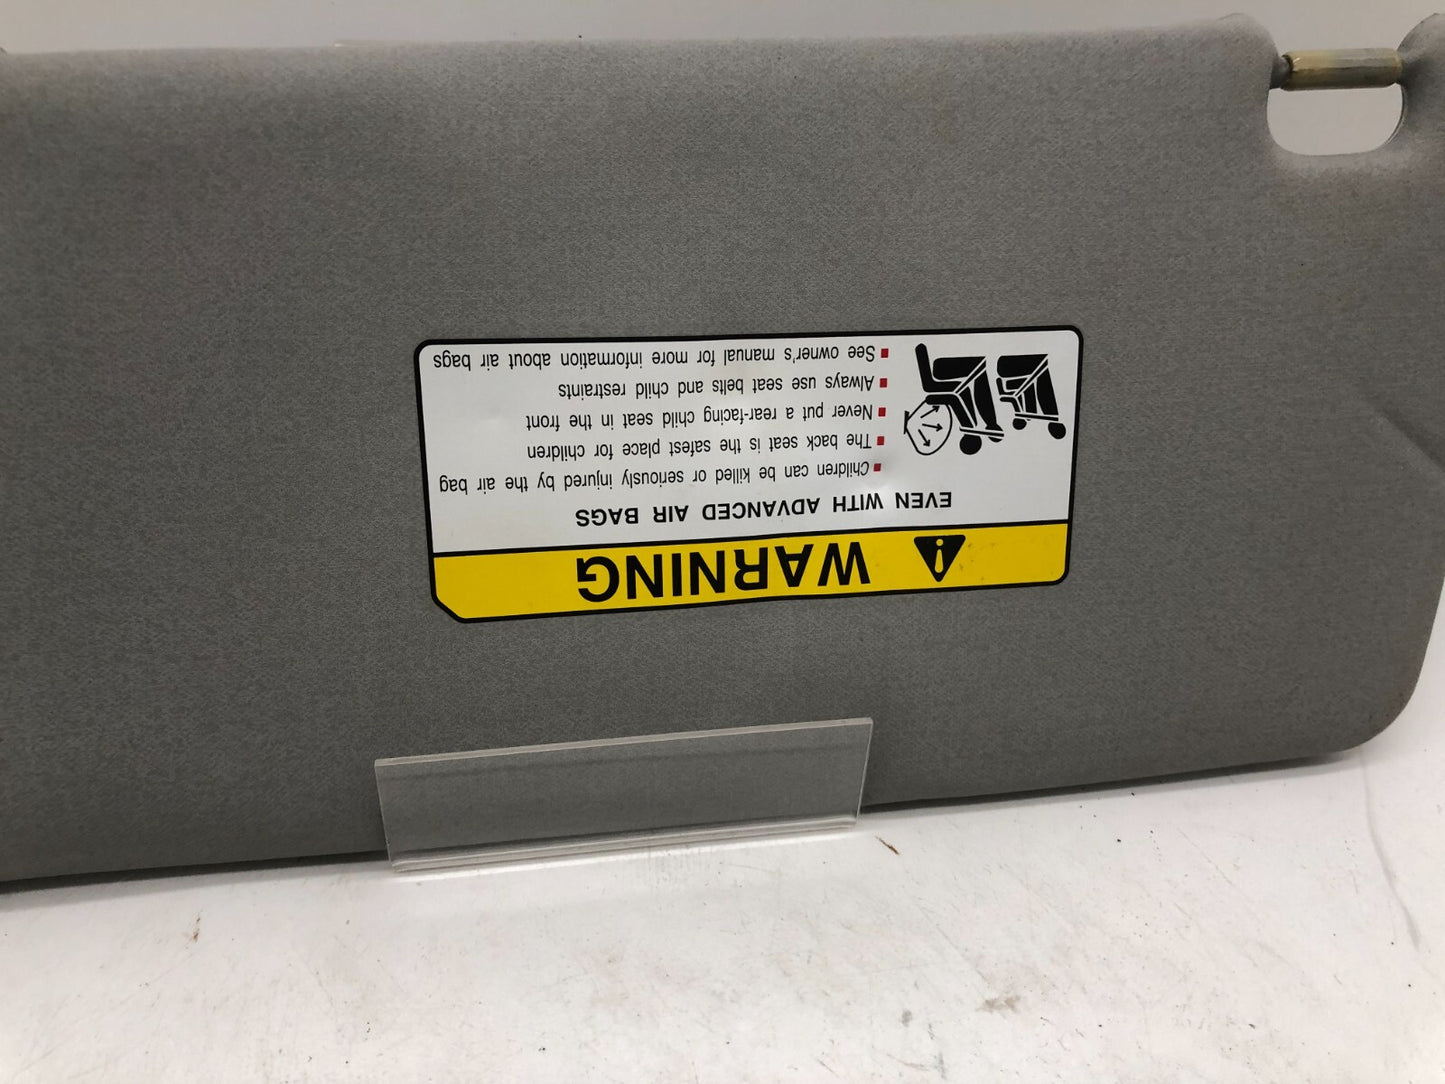 WARNING
EVEN WITH ADVANCED AIR BAGS
Children can be killed or seriously injured by the air bag
The back seat is the safest place for children
Never put a rear-facing child seat in the front
Always use seat belts and child restraints
See owner's manual for more information about air bags